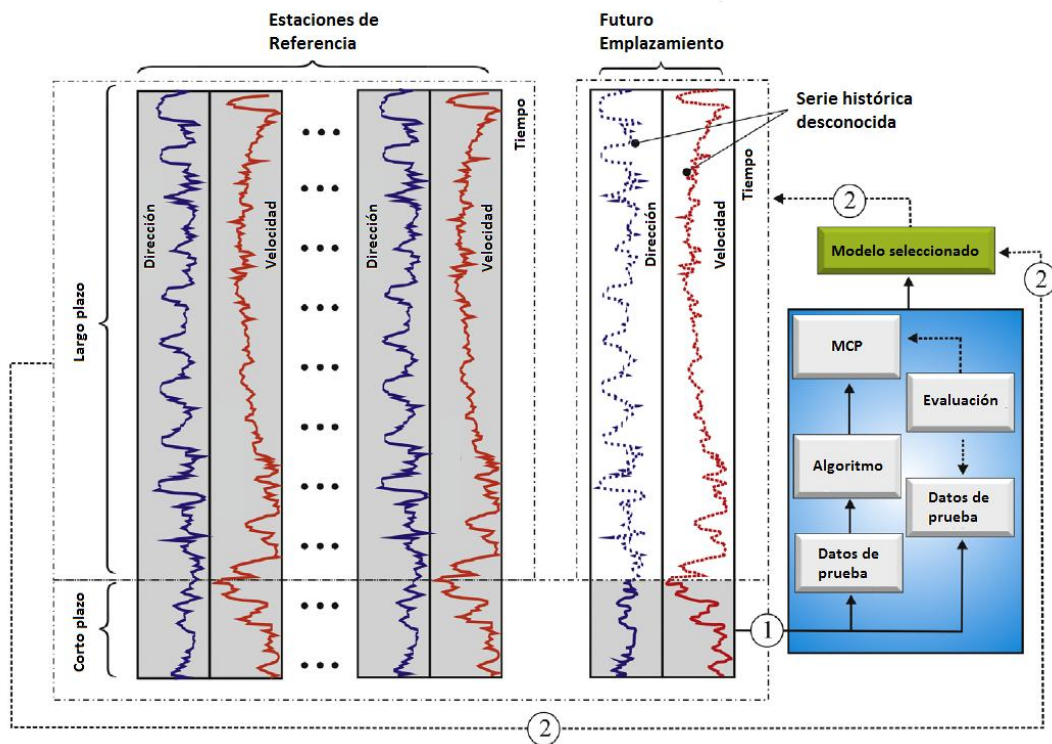 Estaciones de
Referencia
Futuro
Emplazamiento
Serie histórica
desconocida
Largo plazo
Corto plazo
Dirección
Velocidad
Dirección
Velocidad
Tiempo
Dirección
Velocidad
Tiempo
2
Modelo seleccionado
2
MCP
Evaluación
Algoritmo
Datos de
prueba
Datos de
prueba
1
2